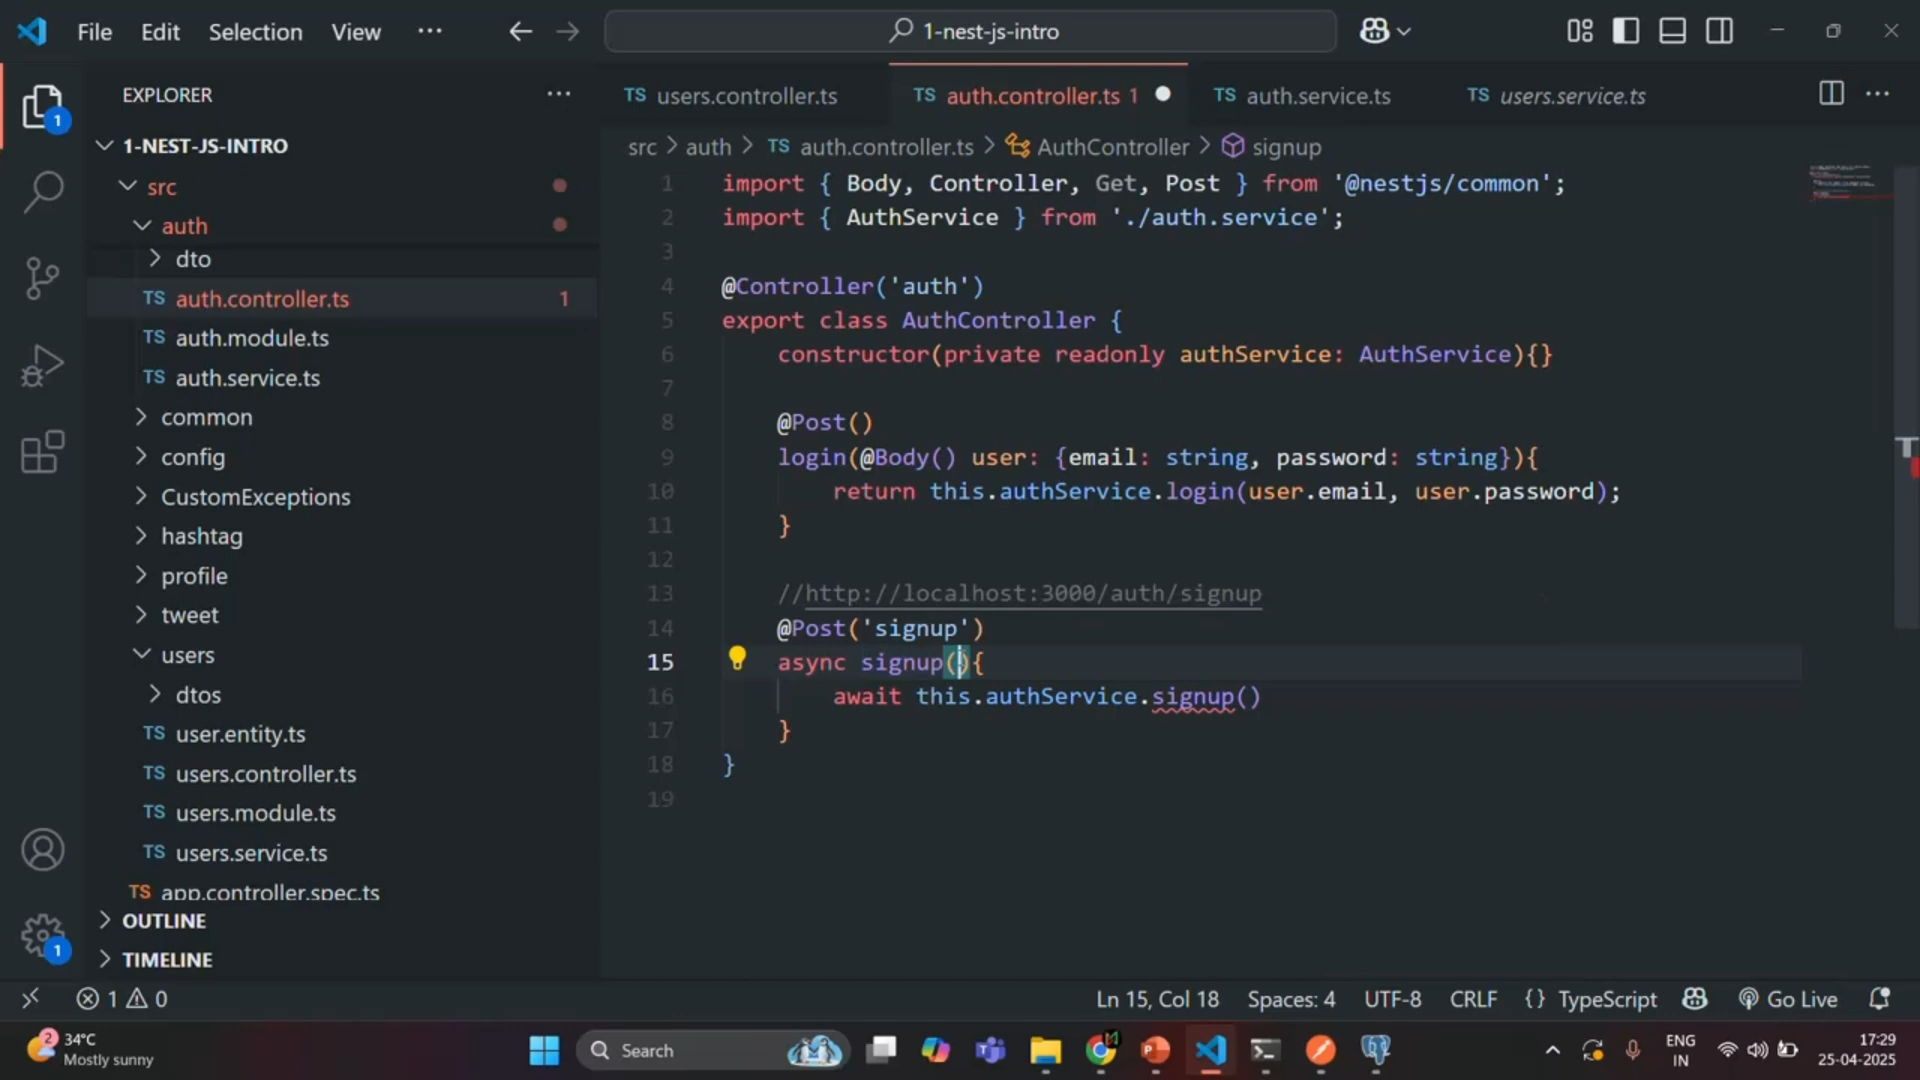 File Edit Selection View ···
1-nest-js-intro
EXPLORER ···
1-NEST-JS-INTRO
src
auth
dto
TS auth.controller.ts 1
TS auth.module.ts
TS auth.service.ts
common
config
CustomExceptions
hashtag
profile
tweet
users
dtos
TS user.entity.ts
TS users.controller.ts
TS users.module.ts
TS users.service.ts
TS app.controller.spec.ts
OUTLINE
TIMELINE
1
1
TS users.controller.ts TS auth.controller.ts 1 TS auth.service.ts TS users.service.ts
src > auth > TS auth.controller.ts > AuthController > signup
1 import { Body, Controller, Get, Post } from '@nestjs/common';
2 import { AuthService } from './auth.service';
3
4 @Controller('auth')
5 export class AuthController {
6 constructor(private readonly authService: AuthService){}
7
8 @Post()
9 login(@Body() user: {email: string, password: string}){
10 return this.authService.login(user.email, user.password);
11 }
12
13 //http://localhost:3000/auth/signup
14 @Post('signup')
15 async signup(){
16 await this.authService.signup()
17 }
18 }
19
1 0 Ln 15, Col 18 Spaces: 4 UTF-8 CRLF {} TypeScript Go Live
2 34°C
Mostly sunny
Search
ENG
IN
17:29
25-04-2025